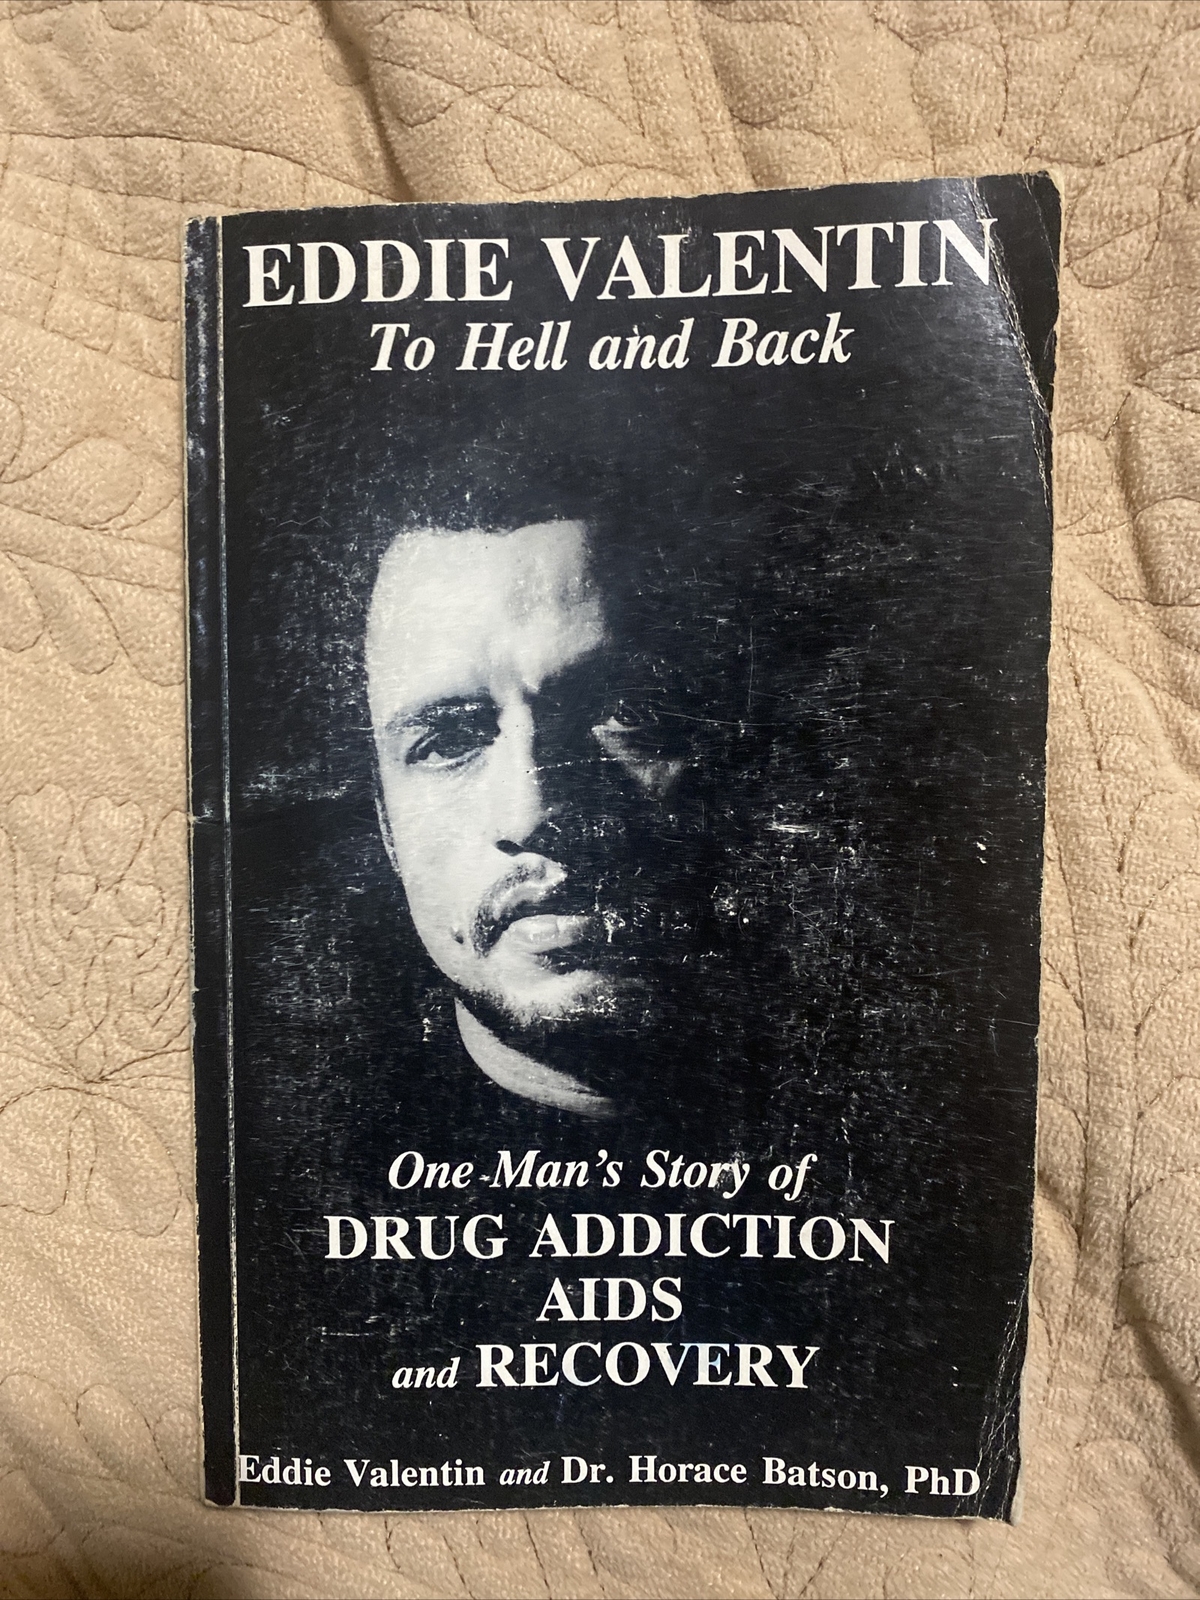 EDDIE VALENTIN
To Hell and Back
One Man's Story of
DRUG ADDICTION
AIDS
and RECOVERY
Eddie Valentin and Dr. Horace Batson, PhD